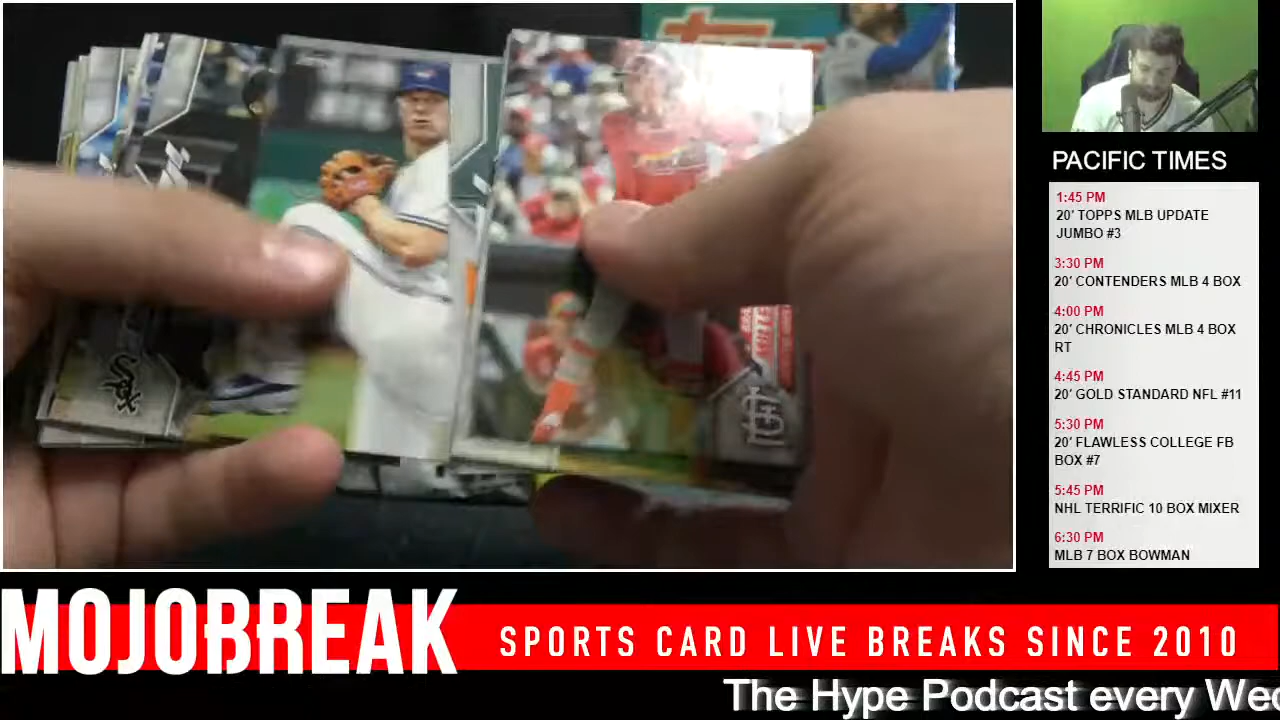 Topps
PACIFIC TIMES
1:45 PM
20' TOPPS MLB UPDATE
JUMBO #3
3:30 PM
20' CONTENDERS MLB 4 BOX
4:00 PM
20' CHRONICLES MLB 4 BOX
RT
4:45 PM
20' GOLD STANDARD NFL #11
5:30 PM
20' FLAWLESS COLLEGE FB
BOX #7
5:45 PM
NHL TERRIFIC 10 BOX MIXER
6:30 PM
MLB 7 BOX BOWMAN
Sox
MOJOBREAK
SPORTS CARD LIVE BREAKS SINCE 2010
The Hype Podcast every Wed